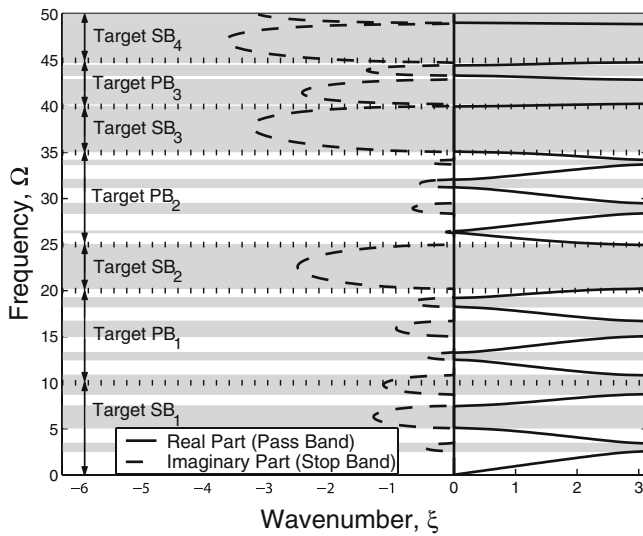 50
45
40
35
30
25
20
15
10
5
0
Frequency, Ω
Target SB4
Target PB3
Target SB3
Target PB2
Target SB2
Target PB1
Target SB1
Real Part (Pass Band)
Imaginary Part (Stop Band)
−6 −5 −4 −3 −2 −1 0 1 2 3
Wavenumber, ξ